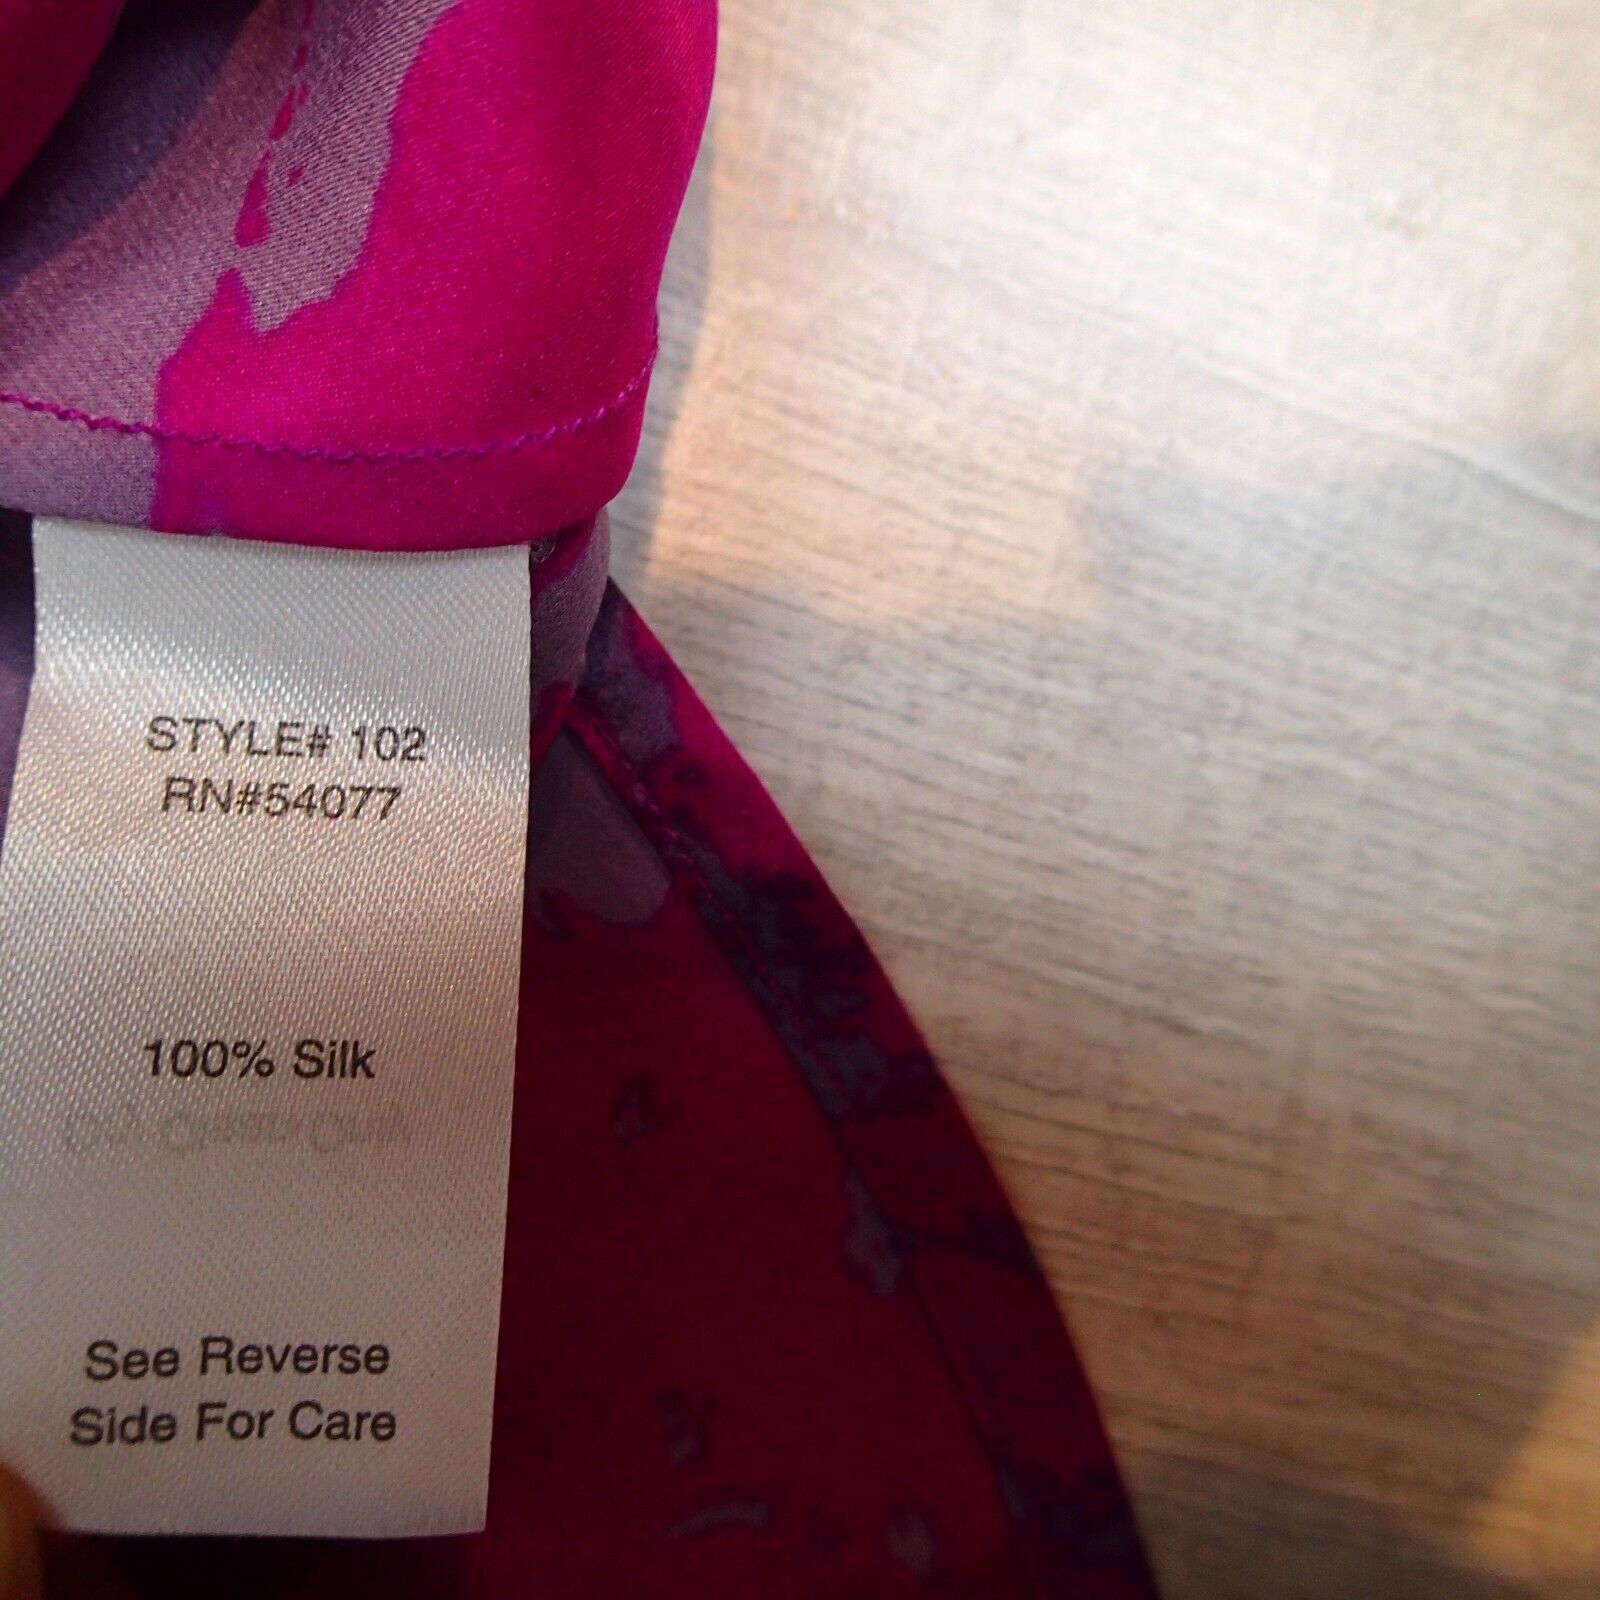 STYLE# 102
RN#54077
100% Silk
See Reverse
Side For Care